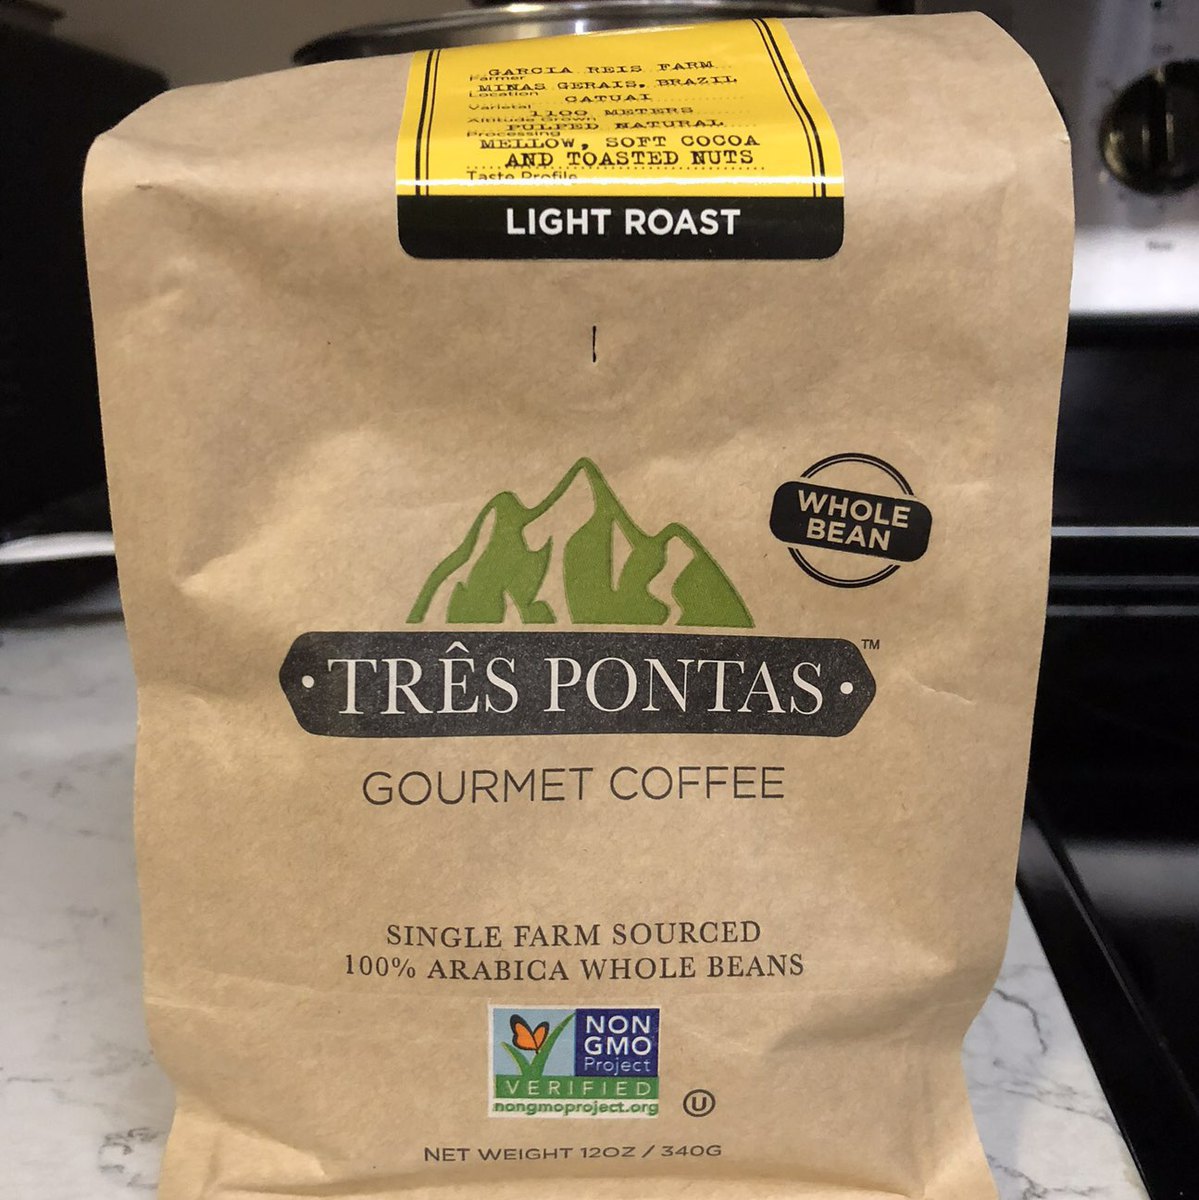 GARCIA REIS FARM
Farmer
MINAS GERAIS, BRAZIL
Location
CATUAI
Varietal
1100 METERS
Altitude Grown
PULPED NATURAL
Processing
MELLOW, SOFT COCOA
AND TOASTED NUTS
Taste Profile
LIGHT ROAST
WHOLE
BEAN
TRÊS PONTAS™
GOURMET COFFEE
SINGLE FARM SOURCED
100% ARABICA WHOLE BEANS
NON
GMO
Project
VERIFIED
nongmoproject.org
U
NET WEIGHT 12OZ / 340G